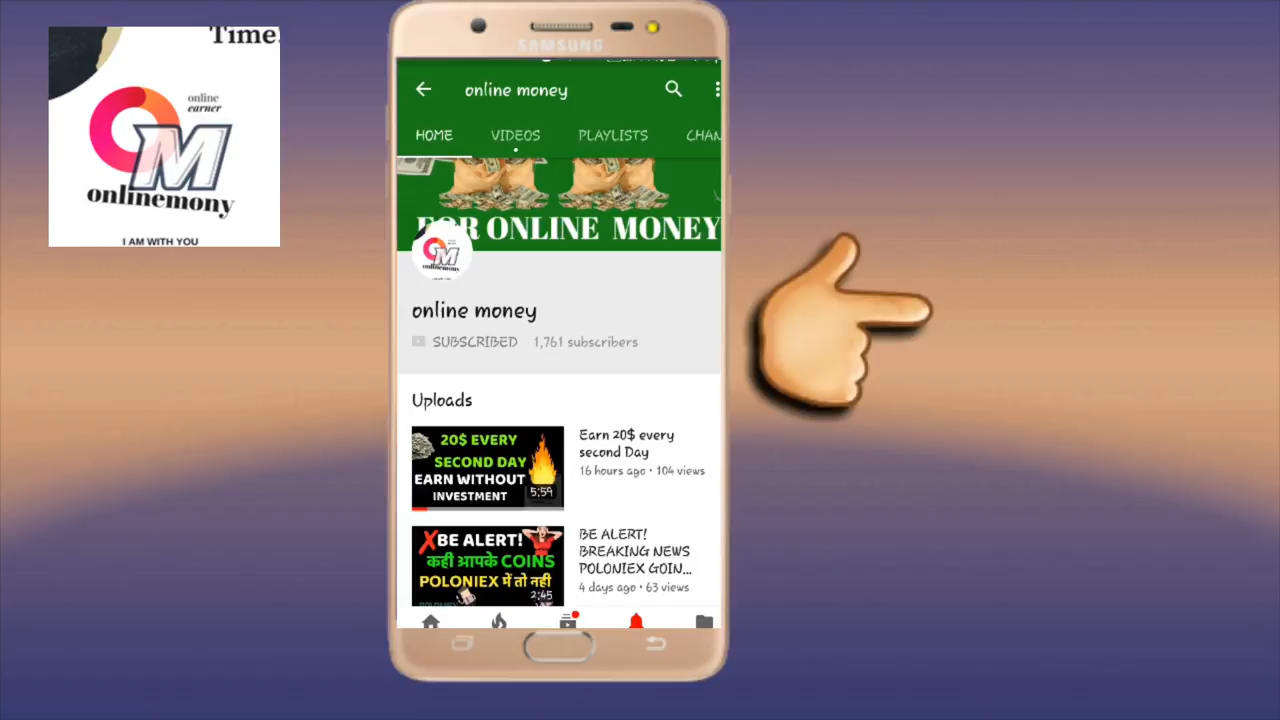 Time!
online
earner
M
onlinemony
I AM WITH YOU
SAMSUNG
online money
HOME VIDEOS PLAYLISTS CHAN
FOR ONLINE MONEY
onlinemony
online money
SUBSCRIBED 1,761 subscribers
Uploads
20$ EVERY
SECOND DAY
EARN WITHOUT
INVESTMENT
5:59
Earn 20$ every
second Day
16 hours ago • 104 views
BE ALERT!
कही आपके COINS
POLONIEX में तो नही
2:45
BE ALERT!
BREAKING NEWS
POLONIEX GOIN...
4 days ago • 63 views